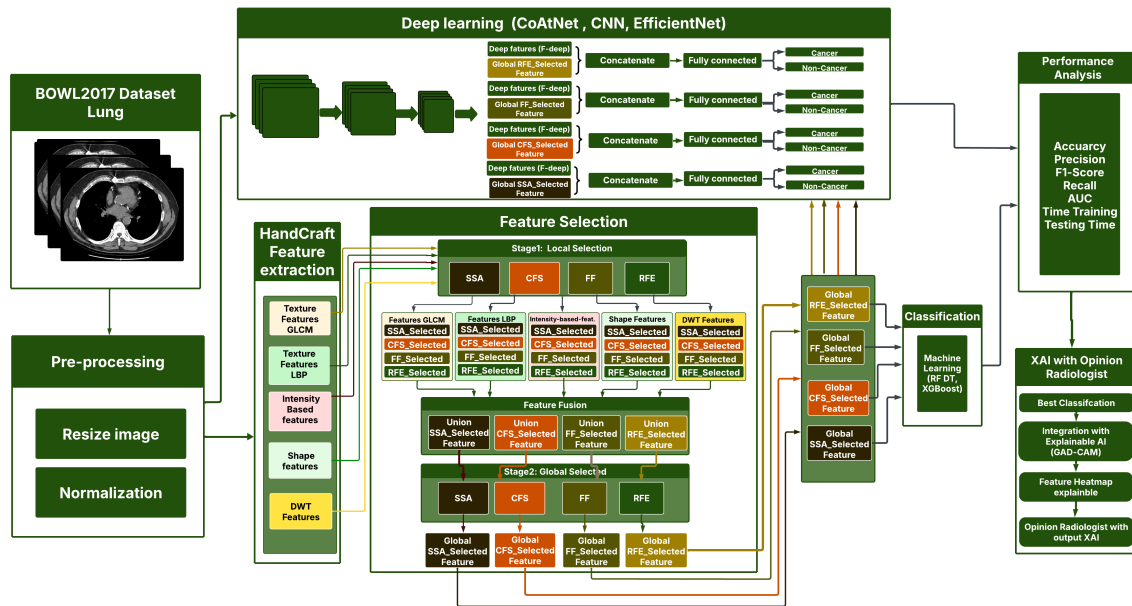 Deep learning (CoAtNet , CNN, EfficientNet)
Deep fatures (F-deep)
Global RFE_Selected
Feature
Concatenate
Fully connected
Cancer
Non-Cancer
Deep fatures (F-deep)
Global FF_Selected
Feature
Concatenate
Fully connected
Cancer
Non-Cancer
Deep fatures (F-deep)
Global CFS_Selected
Feature
Concatenate
Fully connected
Cancer
Non-Cancer
Deep fatures (F-deep)
Global SSA_Selected
Feature
Concatenate
Fully connected
Cancer
Non-Cancer
BOWL2017 Dataset
Lung
Pre-processing
Resize image
Normalization
HandCraft
Feature
extraction
Texture
Features
GLCM
Texture
Features
LBP
Intensity
Based
features
Shape
features
DWT
Features
Feature Selection
Stage1: Local Selection
SSA
CFS
FF
RFE
Features GLCM
SSA_Selected
CFS_Selected
FF_Selected
RFE_Selected
Features LBP
SSA_Selected
CFS_Selected
FF_Selected
RFE_Selected
Intensity-based-feat.
SSA_Selected
CFS_Selected
FF_Selected
RFE_Selected
Shape Features
SSA_Selected
CFS_Selected
FF_Selected
RFE_Selected
DWT Features
SSA_Selected
CFS_Selected
FF_Selected
RFE_Selected
Feature Fusion
Union
SSA_Selected
Feature
Union
CFS_Selected
Feature
Union
FF_Selected
Feature
Union
RFE_Selected
Feature
Stage2: Global Selected
SSA
CFS
FF
RFE
Global
SSA_Selected
Feature
Global
CFS_Selected
Feature
Global
FF_Selected
Feature
Global
RFE_Selected
Feature
Global
RFE_Selected
Feature
Global
FF_Selected
Feature
Global
CFS_Selected
Feature
Global
SSA_Selected
Feature
Classification
Machine
Learning
(RF DT,
XGBoost)
Performance
Analysis
Accuarcy
Precision
F1-Score
Recall
AUC
Time Training
Testing Time
XAI with Opinion
Radiologist
Best Classifcation
Integration with
Explainable AI
(GAD-CAM)
Feature Heatmap
explainble
Opinion Radiologist with
output XAI